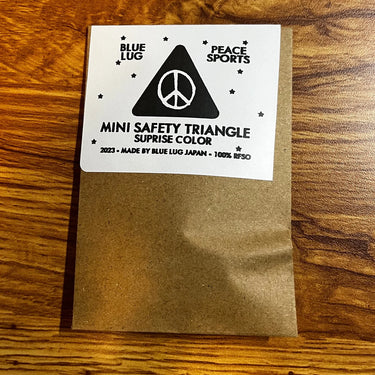 BLUE LUG
PEACE SPORTS
MINI SAFETY TRIANGLE
SUPRISE COLOR
2023 - MADE BY BLUE LUG JAPAN - 100% RFSO